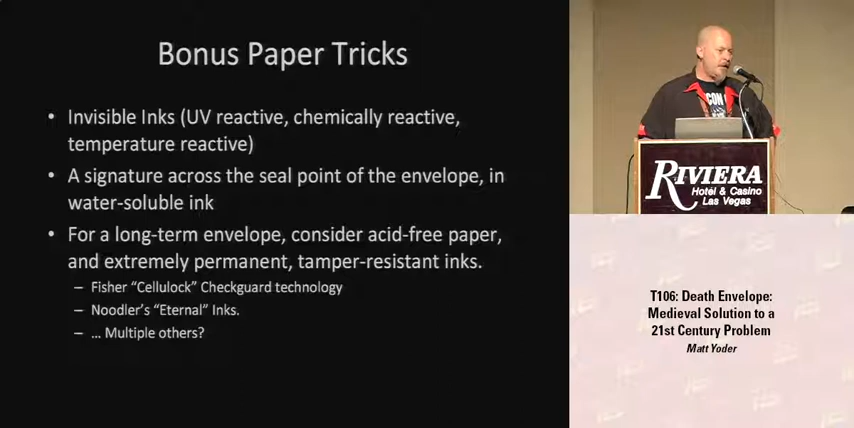 Bonus Paper Tricks
• Invisible Inks (UV reactive, chemically reactive,
temperature reactive)
• A signature across the seal point of the envelope, in
water-soluble ink
• For a long-term envelope, consider acid-free paper,
and extremely permanent, tamper-resistant inks.
– Fisher “Cellulock” Checkguard technology
– Noodler’s “Eternal” Inks.
– ... Multiple others?
CON
RIVIERA
Hotel & Casino
Las Vegas
T106: Death Envelope:
Medieval Solution to a
21st Century Problem
Matt Yoder